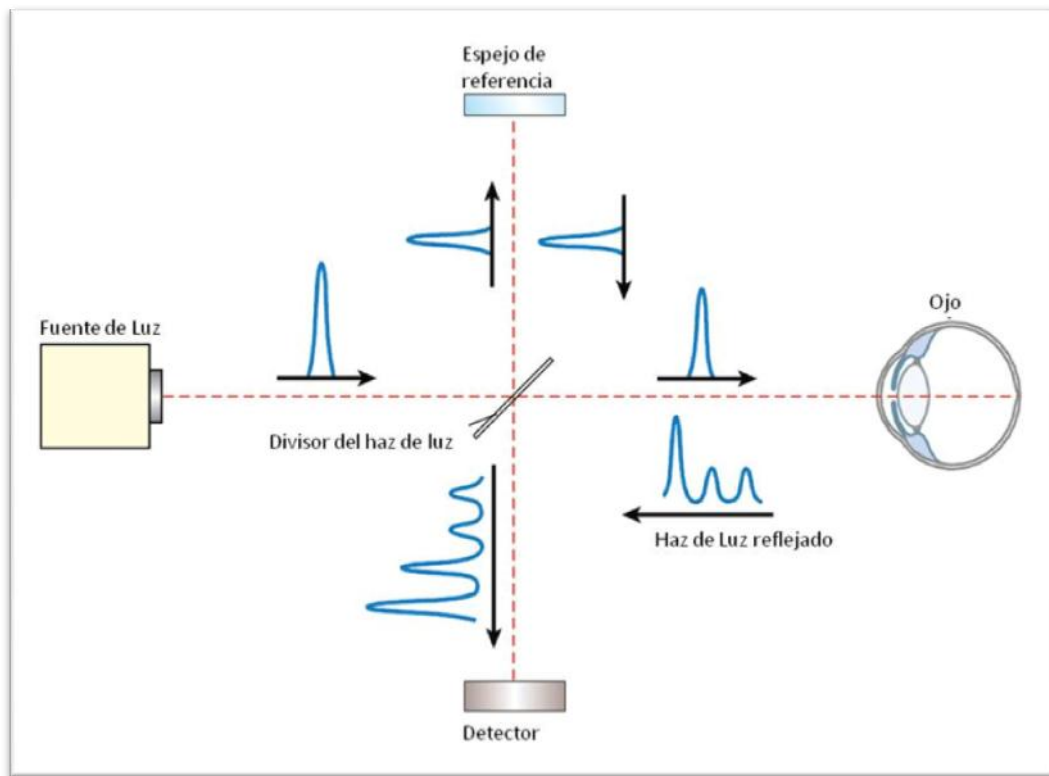 Espejo de
referencia
Ojo
Fuente de Luz
Divisor del haz de luz
Haz de Luz reflejado
Detector